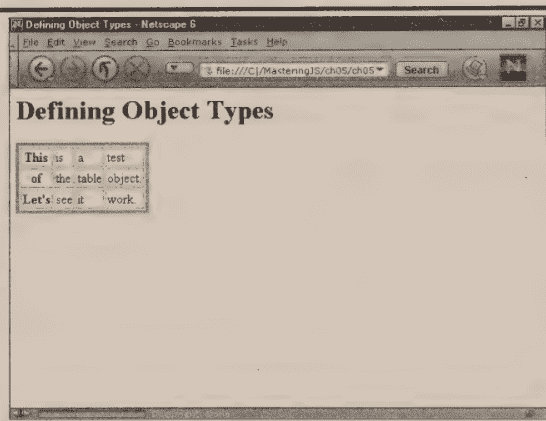 Defining Object Types - Netscape 6
File Edit View Search Go Bookmarks Tasks Help
file:///C|/MasteringJS/ch05/ch05 Search N
Defining Object Types
This is a test
of the table object.
Let's see it work.